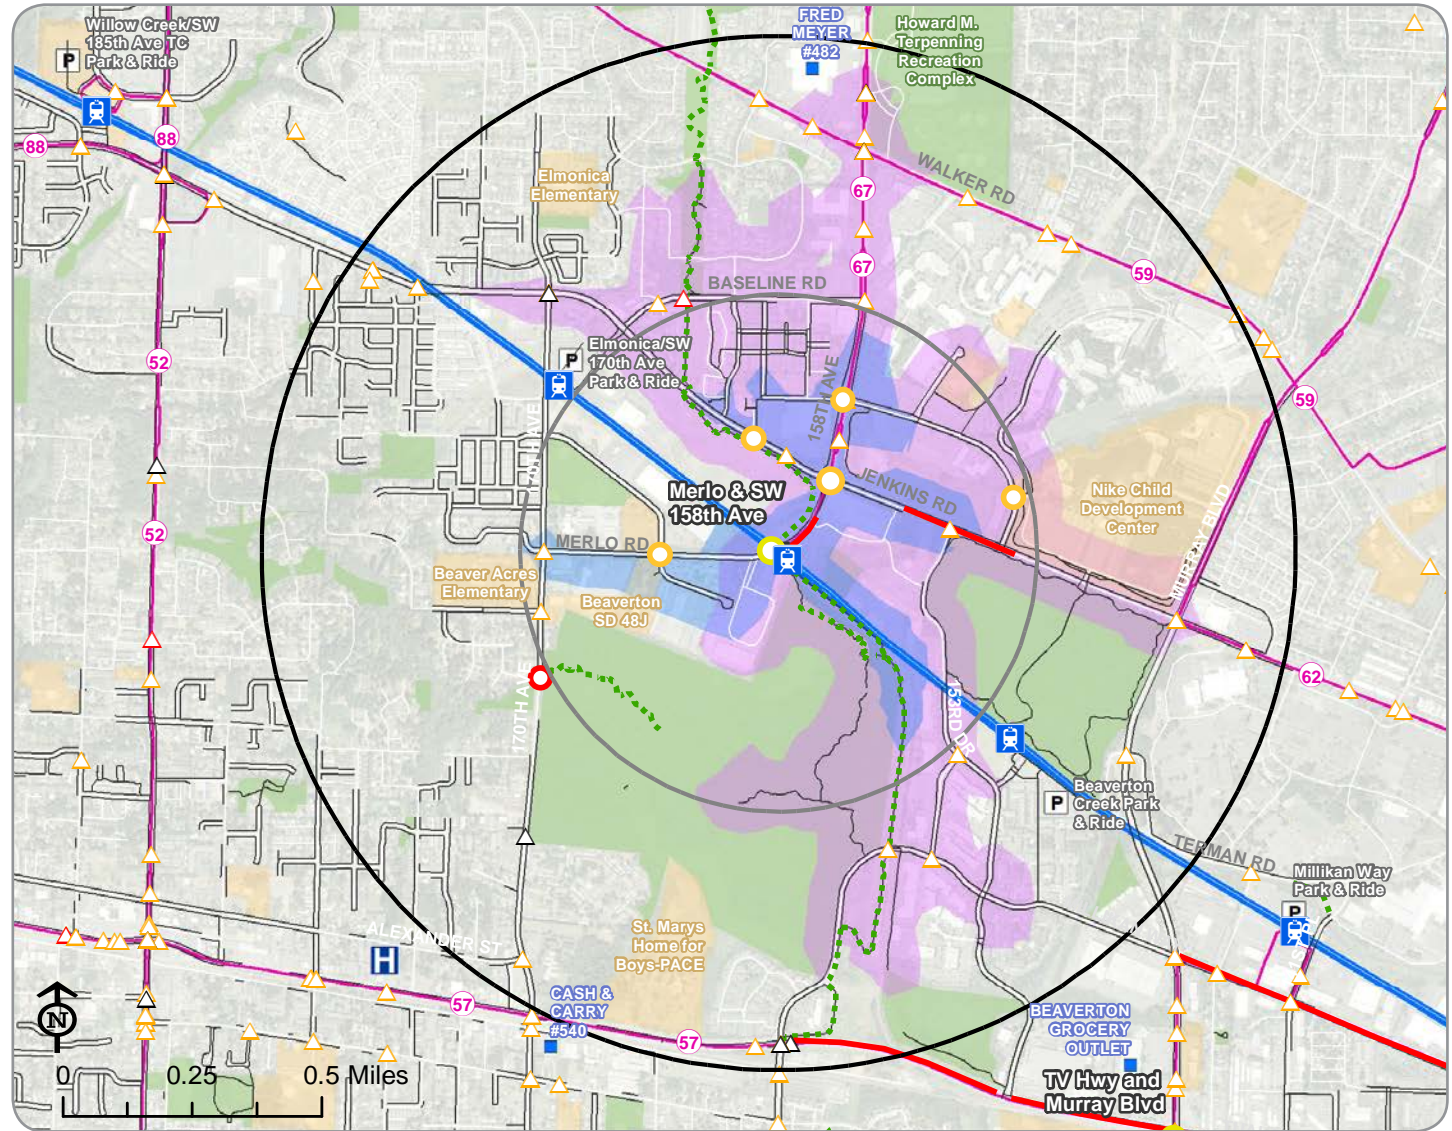 Willow Creek/SW
185th Ave TC
Park & Ride
P
FRED
MEYER
#482
Howard M.
Terpenning
Recreation
Complex
88
88
Elmonica
Elementary
WALKER RD
67
67
59
BASELINE RD
52
P
Elmonica/SW
170th Ave
Park & Ride
158TH AVE
59
170TH AVE
Merlo & SW
158th Ave
JENKINS RD
Nike Child
Development
Center
MURRAY BLVD
52
MERLO RD
Beaver Acres
Elementary
Beaverton
SD 48J
62
170TH AV
153RD DR
P
Beaverton
Creek Park
& Ride
TERMAN RD
Millikan Way
Park & Ride
P
ALEXANDER ST
H
St. Marys
Home for
Boys-PACE
57
CASH &
CARRY
#540
57
BEAVERTON
GROCERY
OUTLET
TV Hwy and
Murray Blvd
N
0 0.25 0.5 Miles